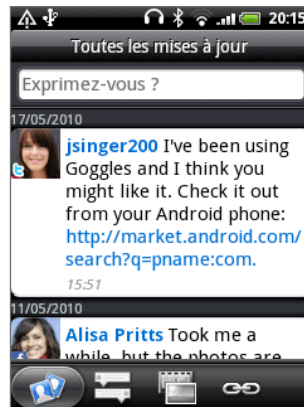 20:15
Toutes les mises à jour
Exprimez-vous ?
17/05/2010
jsinger200 I've been using
Goggles and I think you
might like it. Check it out
from your Android phone:
http://market.android.com/
search?q=pname:com.
15:51
11/05/2010
Alisa Pritts Took me a
while, but the photos are